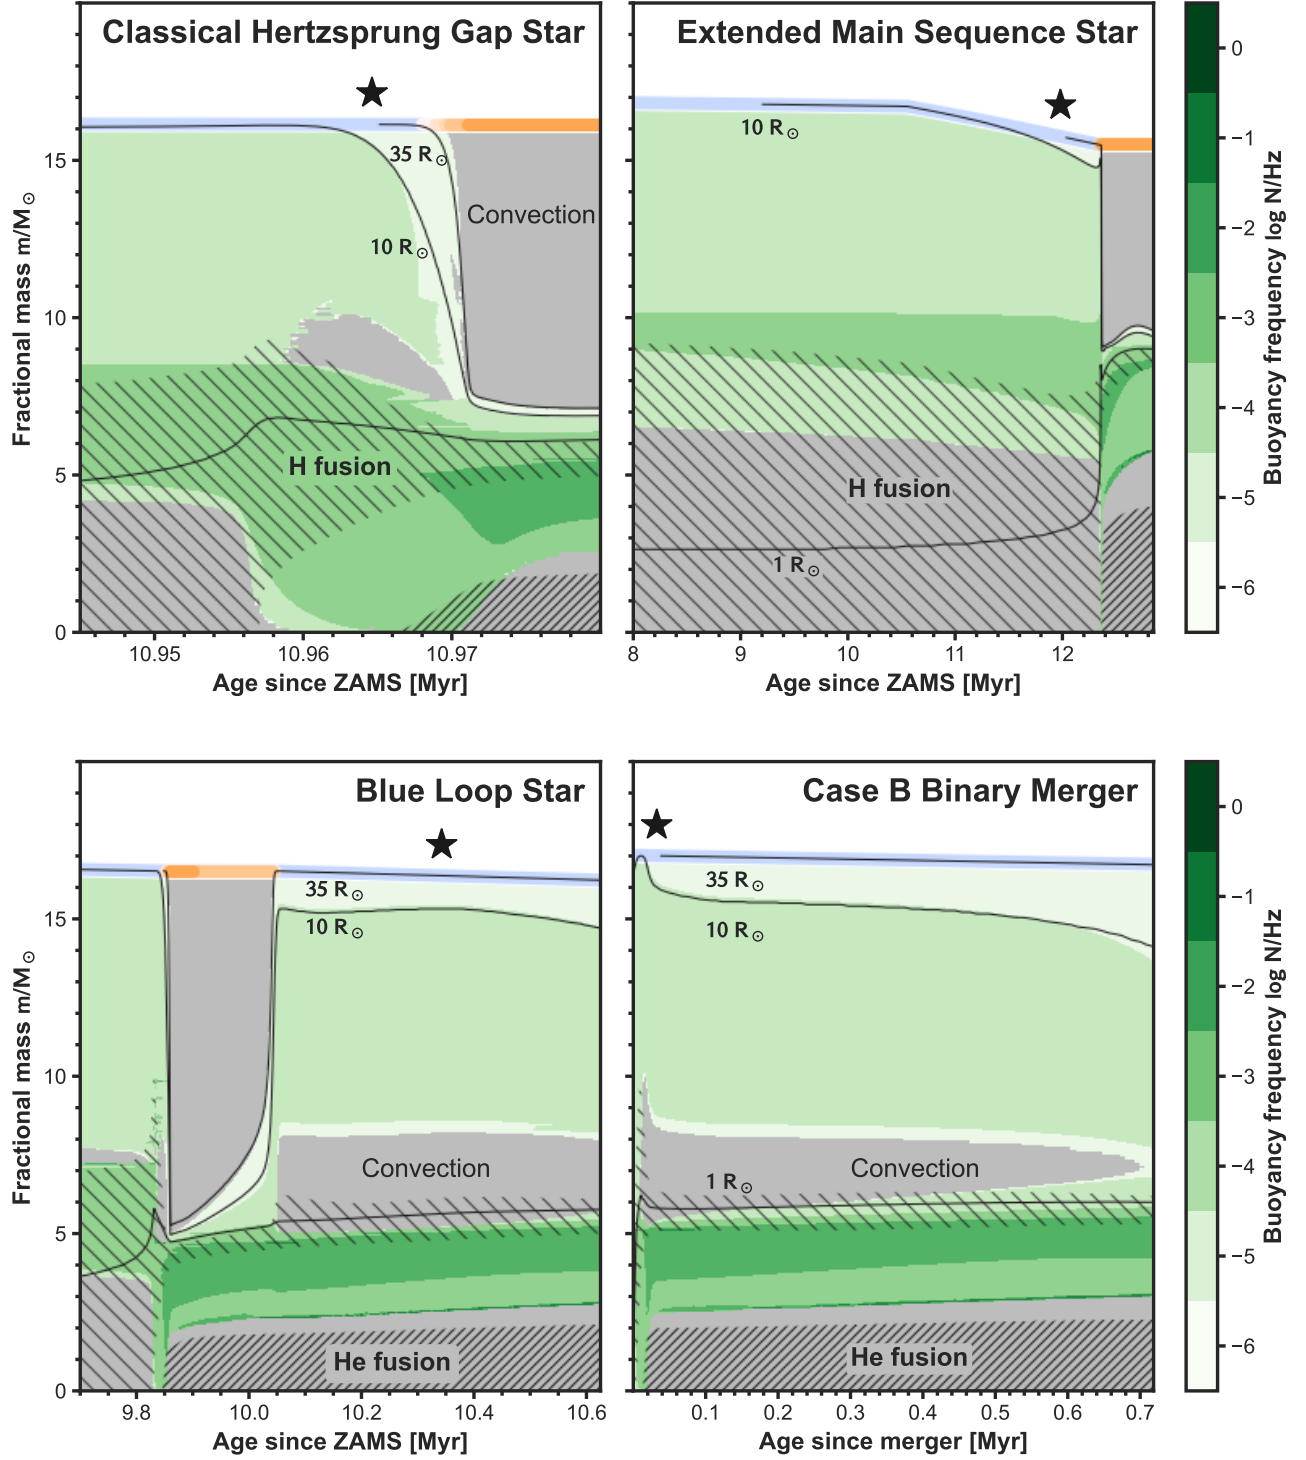 Classical Hertzsprung Gap Star
Extended Main Sequence Star
Fractional mass m/M☉
15
10
5
0
35 R☉
10 R☉
Convection
H fusion
10.95
10.96
10.97
Age since ZAMS [Myr]
10 R☉
H fusion
1 R☉
8
9
10
11
12
Age since ZAMS [Myr]
0
−1
−2
−3
−4
−5
−6
Buoyancy frequency log N/Hz
Blue Loop Star
Case B Binary Merger
Fractional mass m/M☉
15
10
5
0
35 R☉
10 R☉
Convection
He fusion
9.8
10.0
10.2
10.4
10.6
Age since ZAMS [Myr]
35 R☉
10 R☉
Convection
1 R☉
He fusion
0.1
0.2
0.3
0.4
0.5
0.6
0.7
Age since merger [Myr]
0
−1
−2
−3
−4
−5
−6
Buoyancy frequency log N/Hz